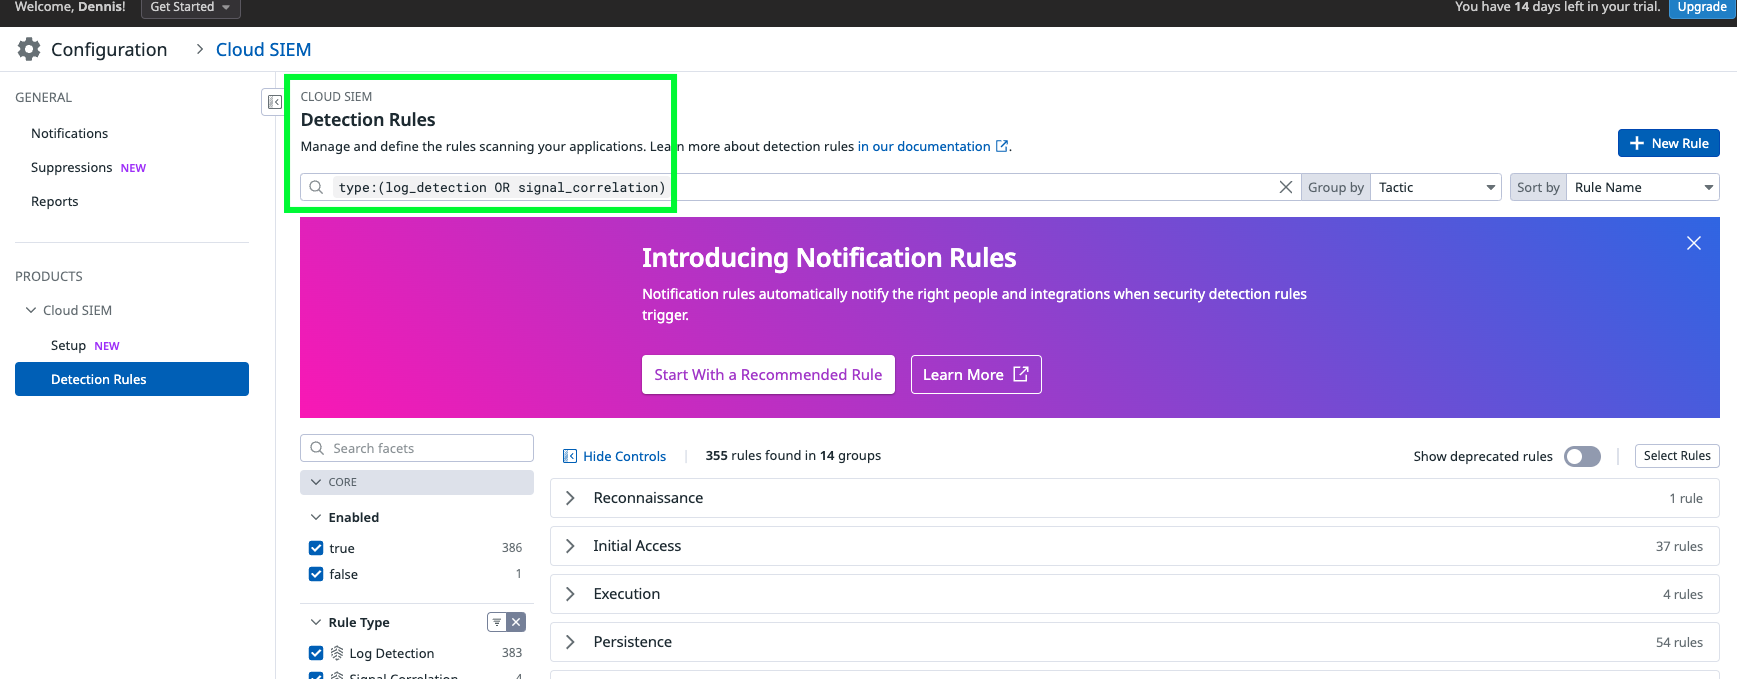 Welcome, Dennis!
Get Started
You have 14 days left in your trial.
Upgrade
Configuration
Cloud SIEM
GENERAL
Notifications
Suppressions NEW
Reports
PRODUCTS
Cloud SIEM
Setup NEW
Detection Rules
CLOUD SIEM
Detection Rules
Manage and define the rules scanning your applications. Learn more about detection rules in our documentation.
New Rule
type:(log_detection OR signal_correlation)
Group by
Tactic
Sort by
Rule Name
Introducing Notification Rules
Notification rules automatically notify the right people and integrations when security detection rules
trigger.
Start With a Recommended Rule
Learn More
Search facets
CORE
Enabled
true 386
false 1
Rule Type
Log Detection 383
Signal Correlation 4
Hide Controls
355 rules found in 14 groups
Show deprecated rules
Select Rules
Reconnaissance 1 rule
Initial Access 37 rules
Execution 4 rules
Persistence 54 rules